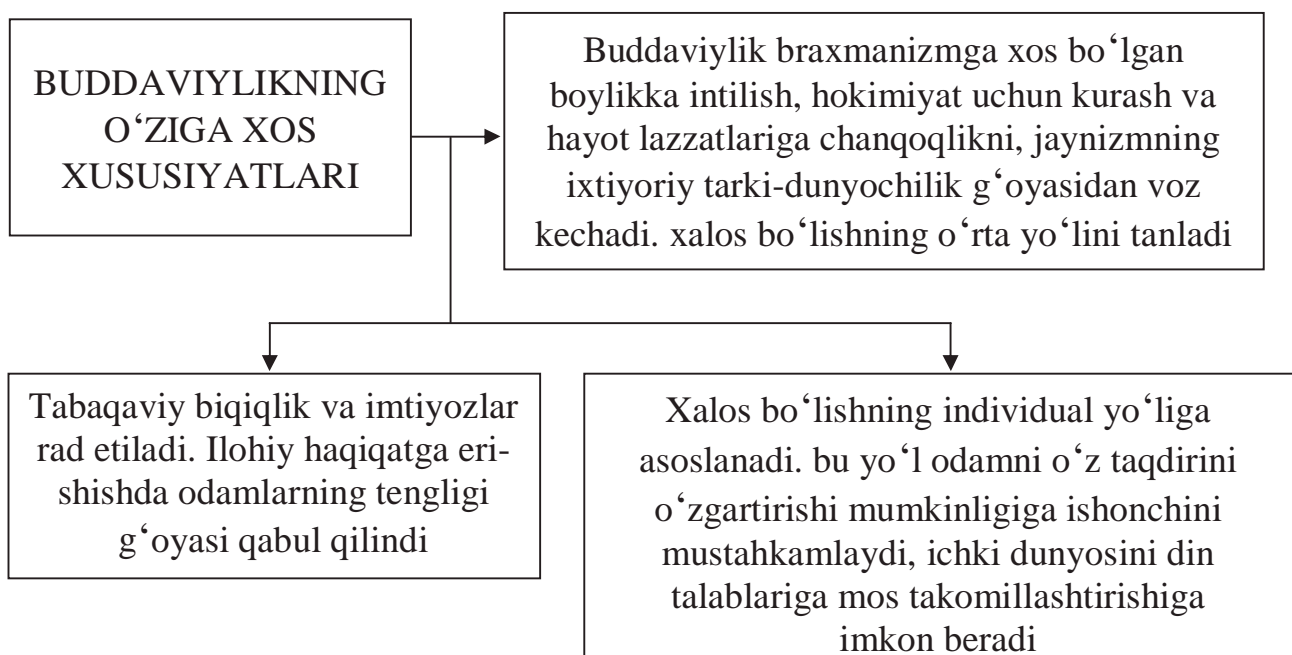 BUDDAVIYLIKNING
O‘ZIGA XOS
XUSUSIYATLARI
Buddaviylik braxmanizmga xos bo‘lgan
boylikka intilish, hokimiyat uchun kurash va
hayot lazzatlariga chanqoqlikni, jaynizmning
ixtiyoriy tarki-dunyochilik g‘oyasidan voz
kechadi. xalos bo‘lishning o‘rta yo‘lini tanladi
Tabaqaviy biqiqlik va imtiyozlar
rad etiladi. Ilohiy haqiqatga eri-
shishda odamlarning tengligi
g‘oyasi qabul qilindi
Xalos bo‘lishning individual yo‘liga
asoslanadi. bu yo‘l odamni o‘z taqdirini
o‘zgartirishi mumkinligiga ishonchini
mustahkamlaydi, ichki dunyosini din
talablariga mos takomillashtirishiga
imkon beradi